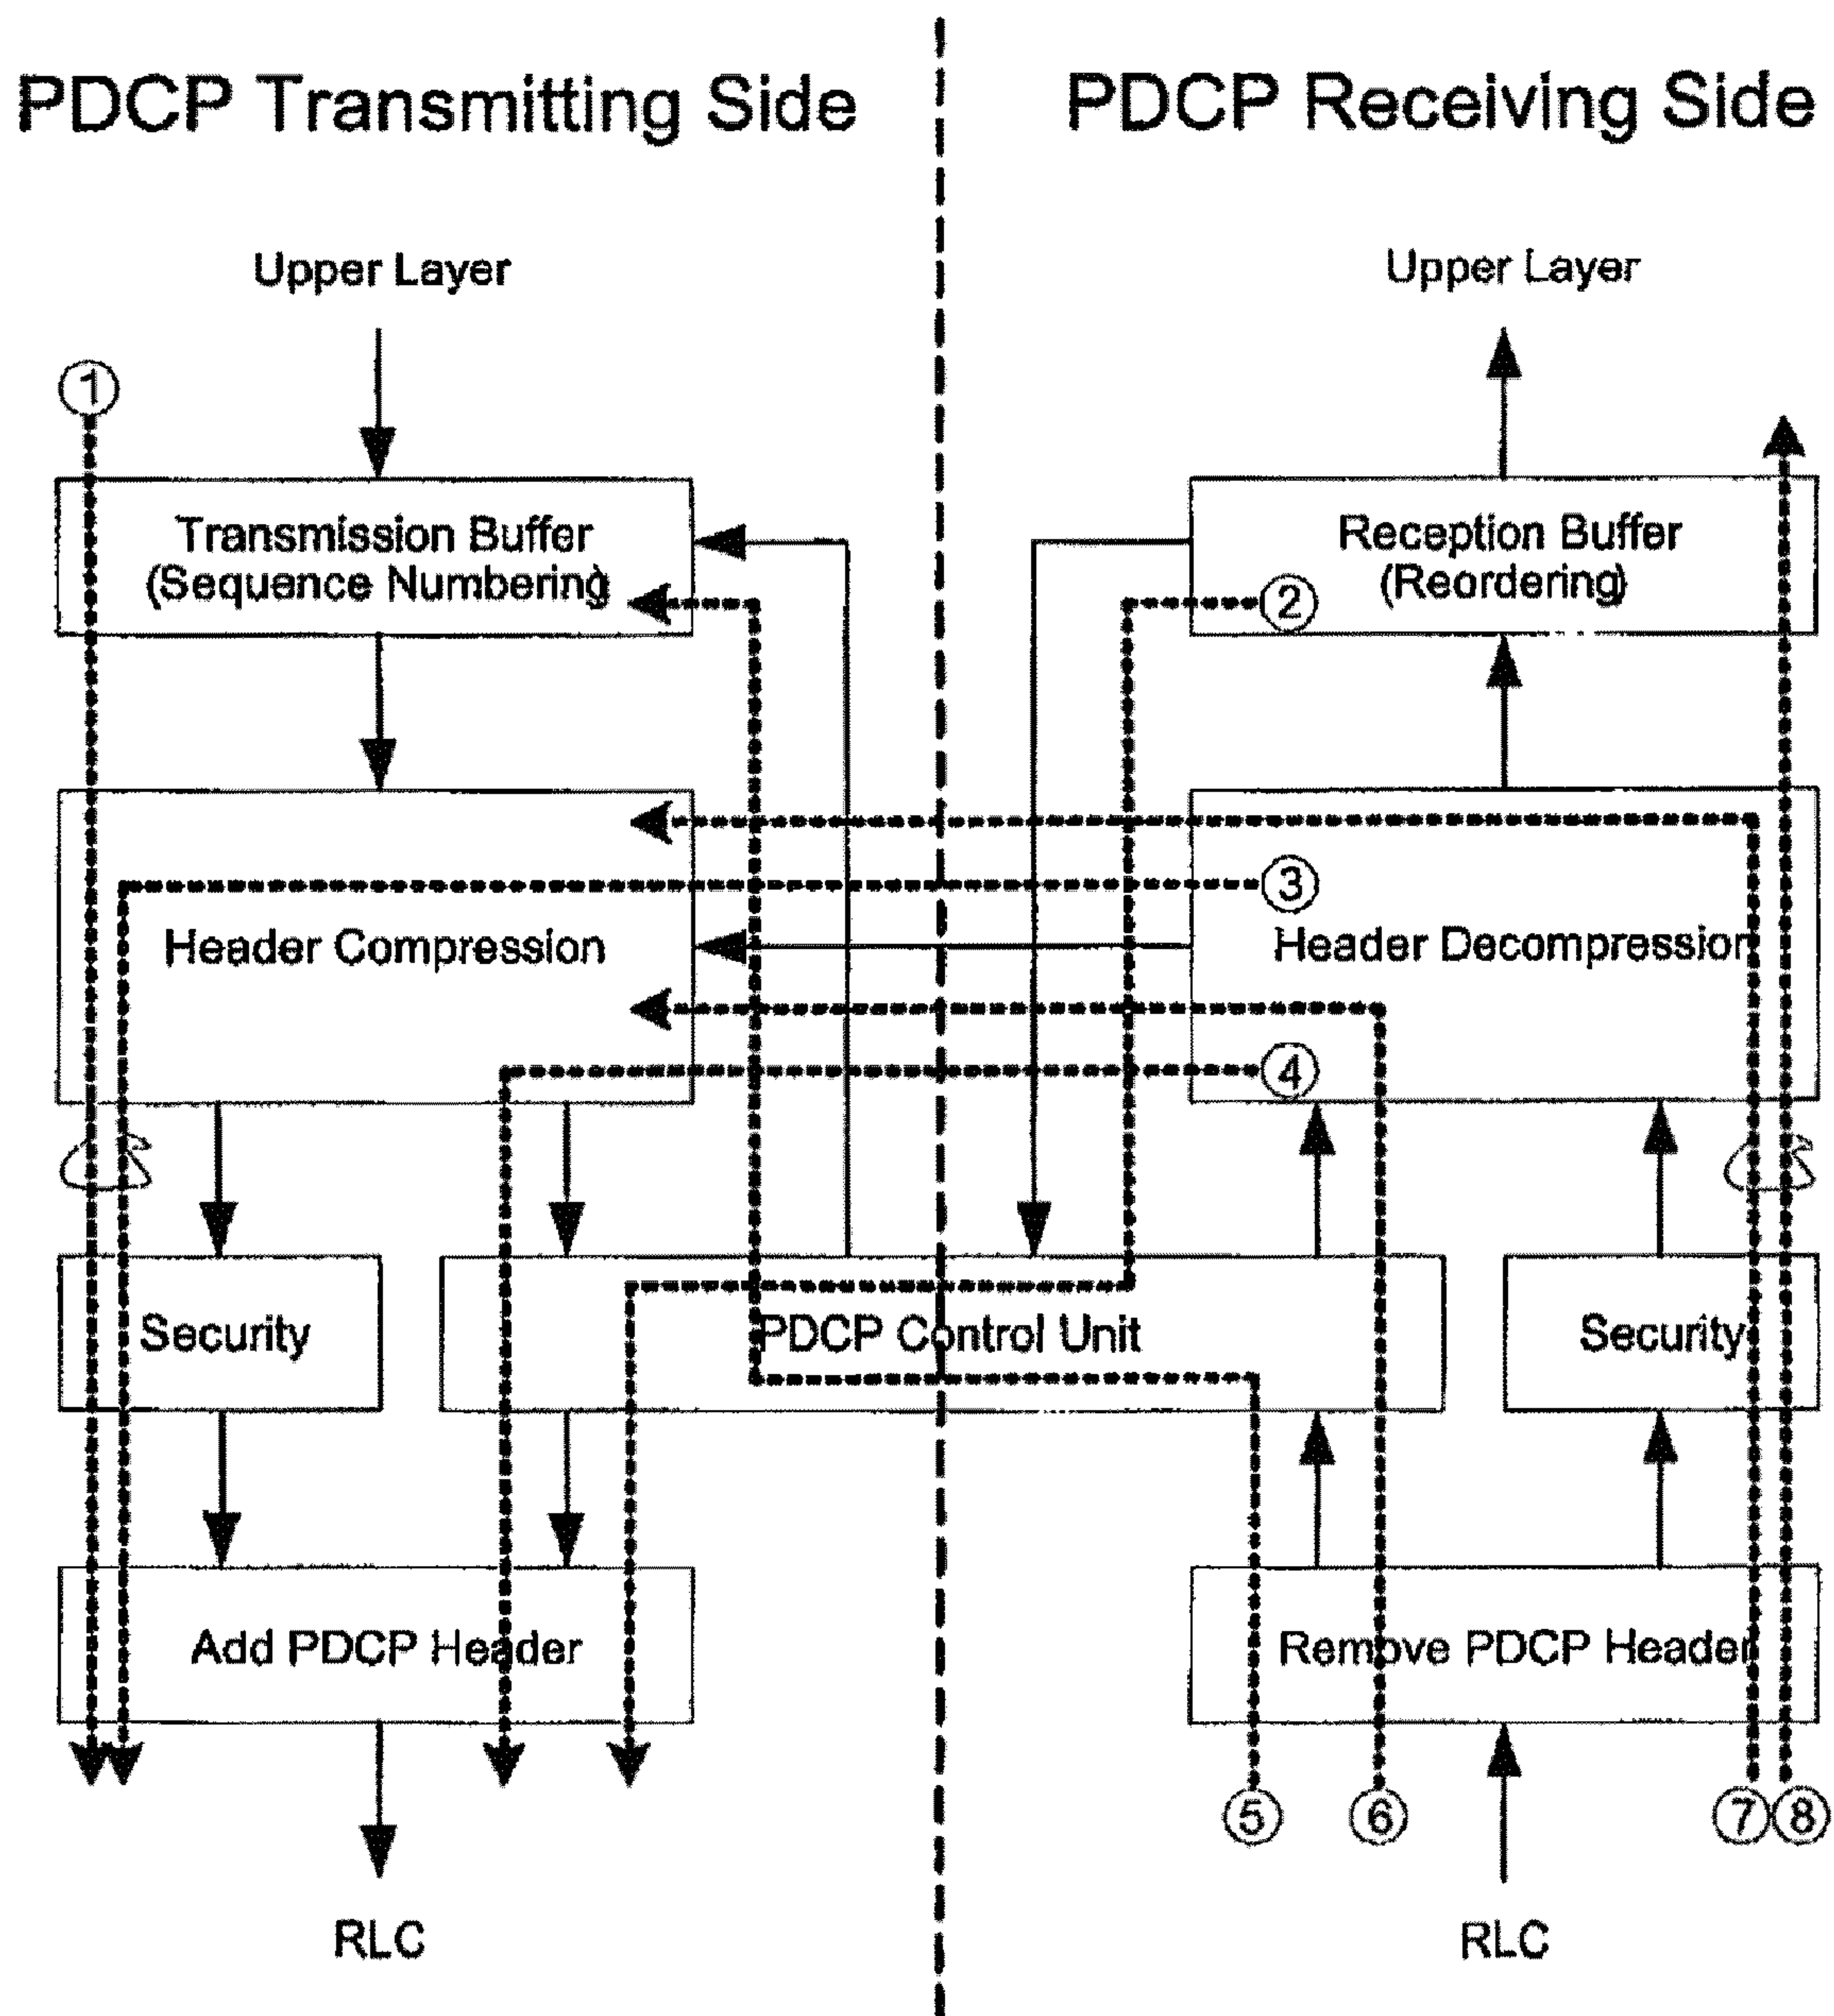 PDCP Transmitting Side
PDCP Receiving Side
Upper Layer
Upper Layer
①
Transmission Buffer
(Sequence Numbering)
Reception Buffer
(Reordering)
②
③
Header Compression
Header Decompression
④
Security
PDCP Control Unit
Security
Add PDCP Header
Remove PDCP Header
⑤
⑥
⑦
⑧
RLC
RLC